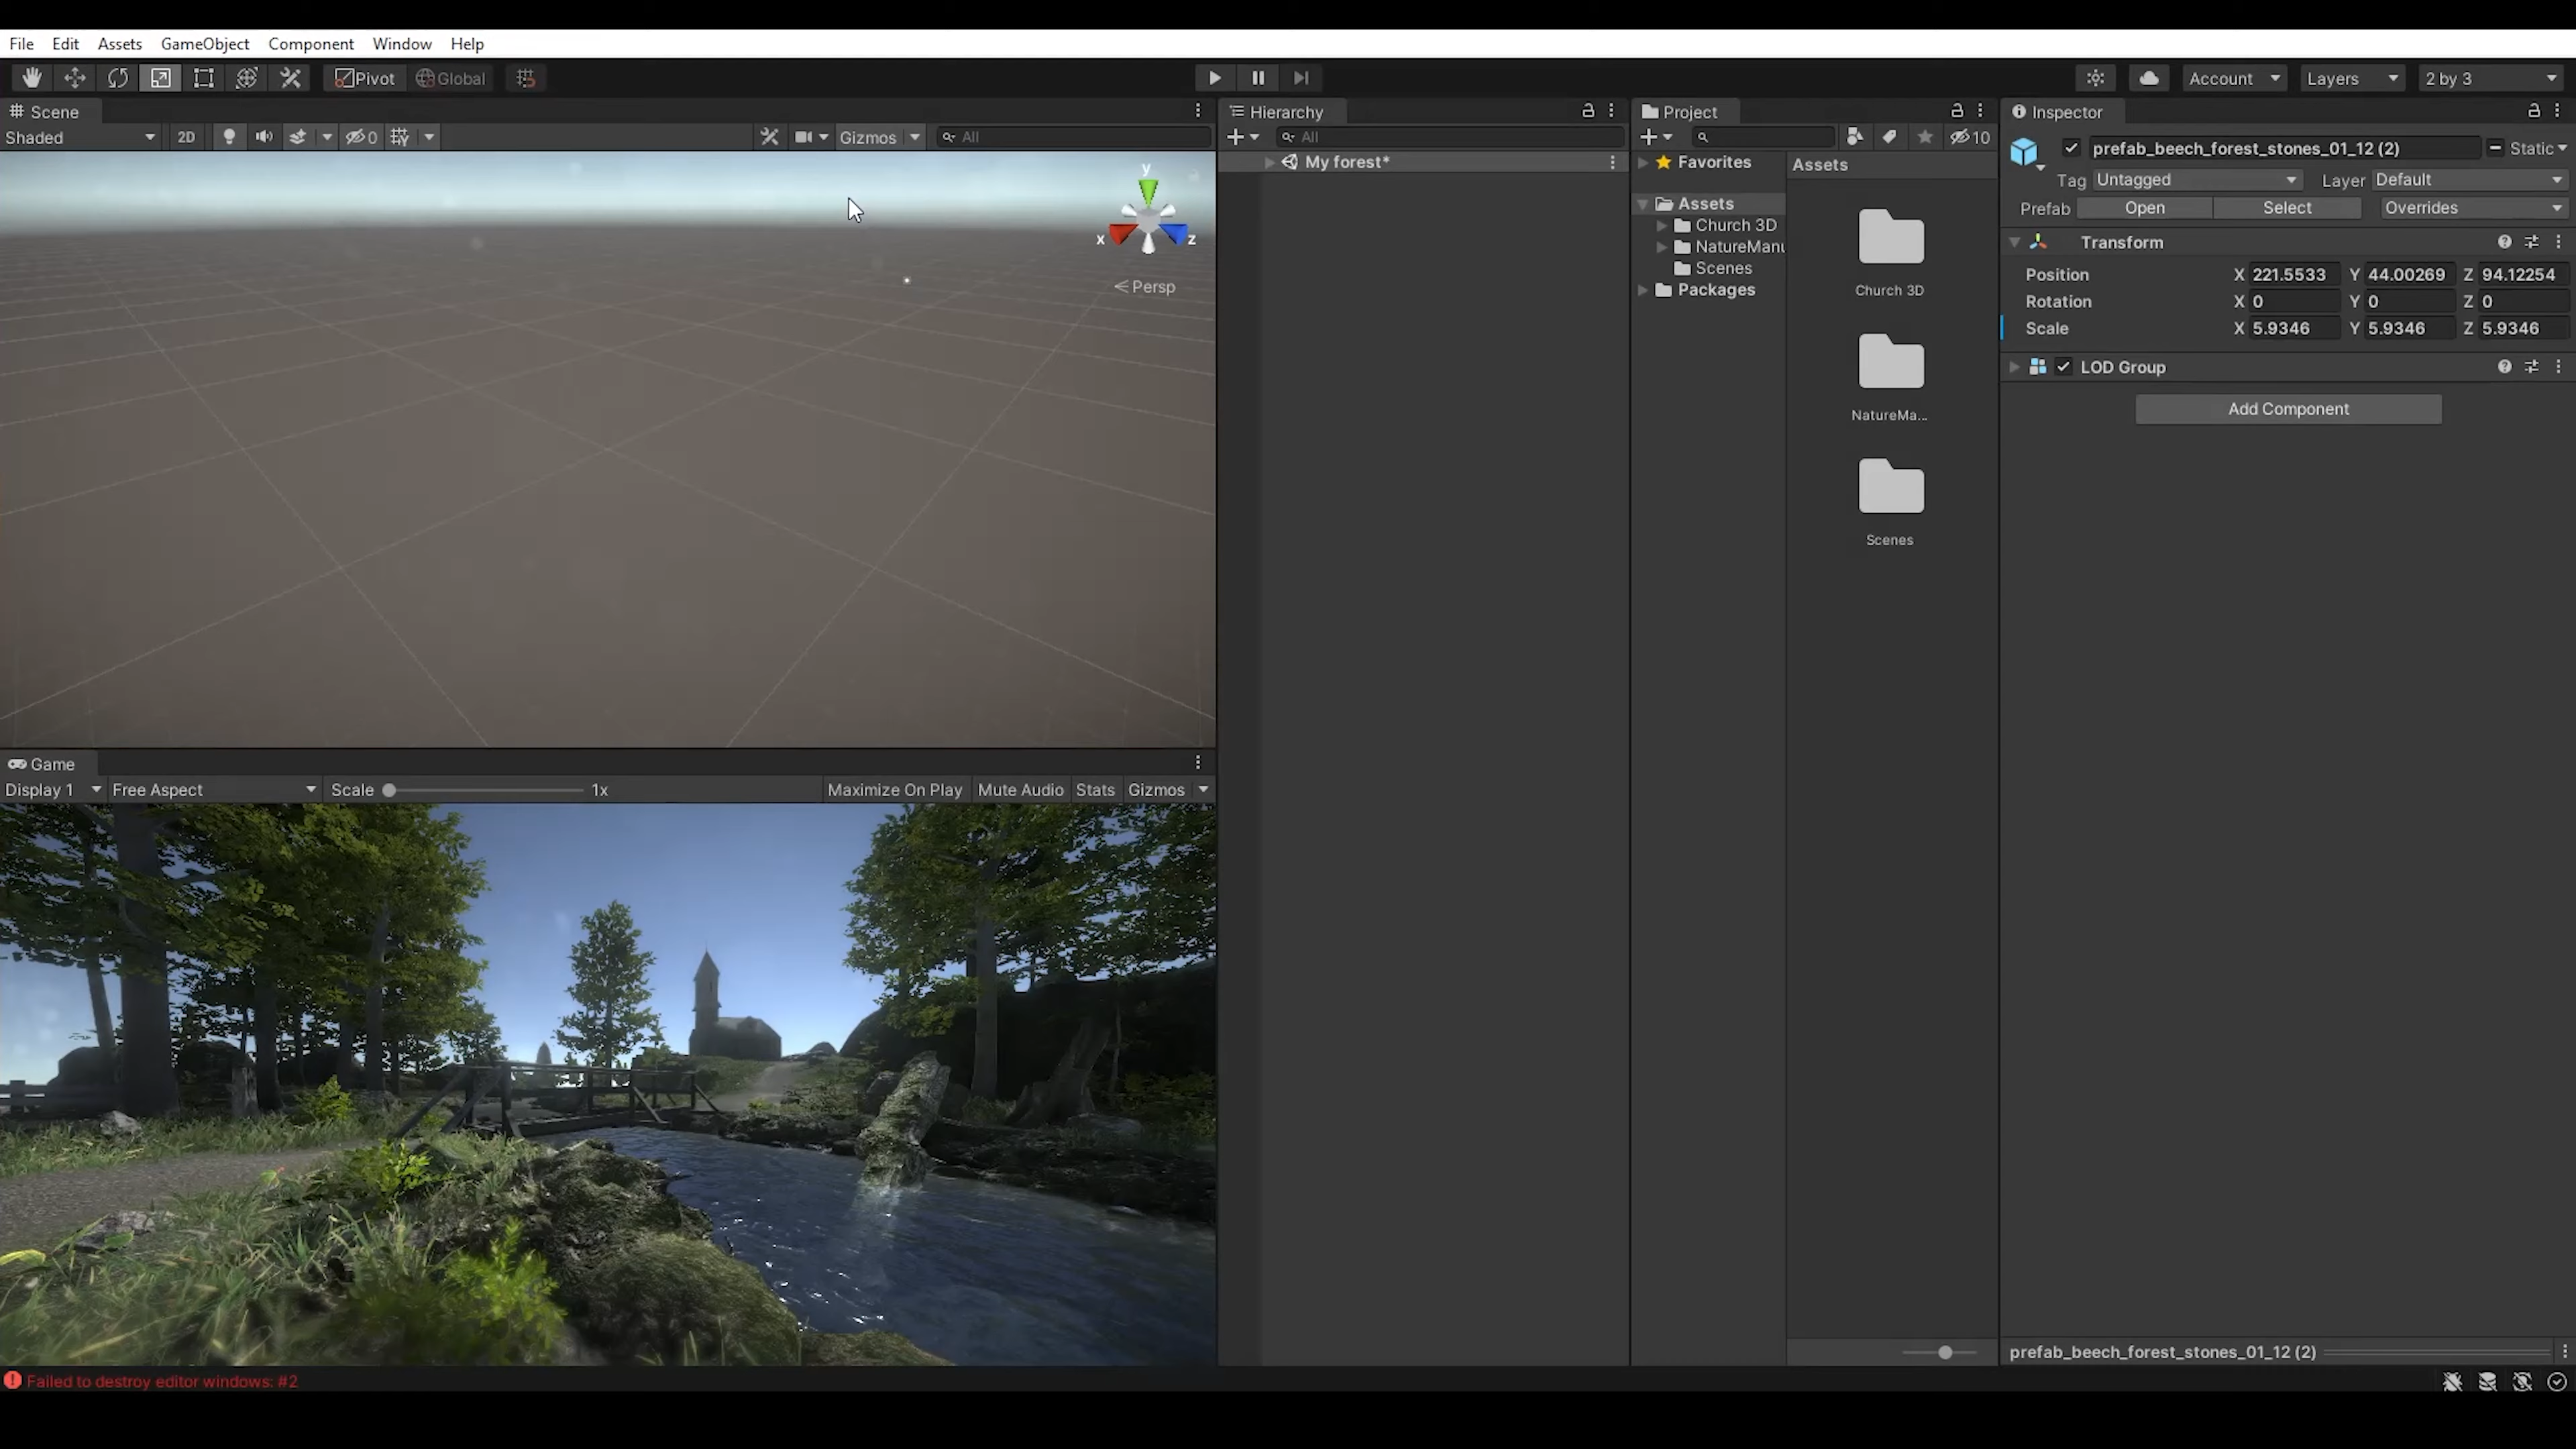 File Edit Assets GameObject Component Window Help
Pivot Global Account Layers 2 by 3
Scene
Shaded 2D 0 Gizmos All
y
x z
Persp
Game
Display 1 Free Aspect Scale 1x Maximize On Play Mute Audio Stats Gizmos
Hierarchy
All
My forest*
Project
10
Favorites
Assets
Church 3D
NatureManu
Scenes
Packages
Assets
Church 3D
NatureMa...
Scenes
Inspector
prefab_beech_forest_stones_01_12 (2) Static
Tag Untagged Layer Default
Prefab Open Select Overrides
Transform
Position X 221.5533 Y 44.00269 Z 94.12254
Rotation X 0 Y 0 Z 0
Scale X 5.9346 Y 5.9346 Z 5.9346
LOD Group
Add Component
prefab_beech_forest_stones_01_12 (2)
Failed to destroy editor windows: #2